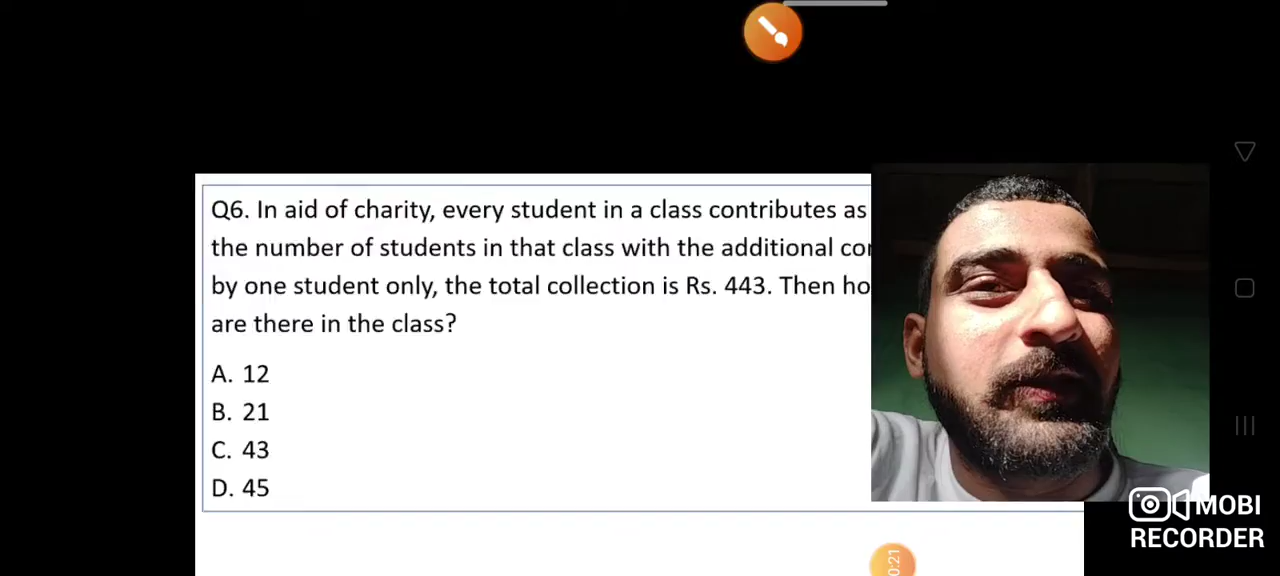 Q6. In aid of charity, every student in a class contributes as
the number of students in that class with the additional
by one student only, the total collection is Rs. 443. Then
are there in the class?
A. 12
B. 21
C. 43
D. 45
MOBI
RECORDER
0:21